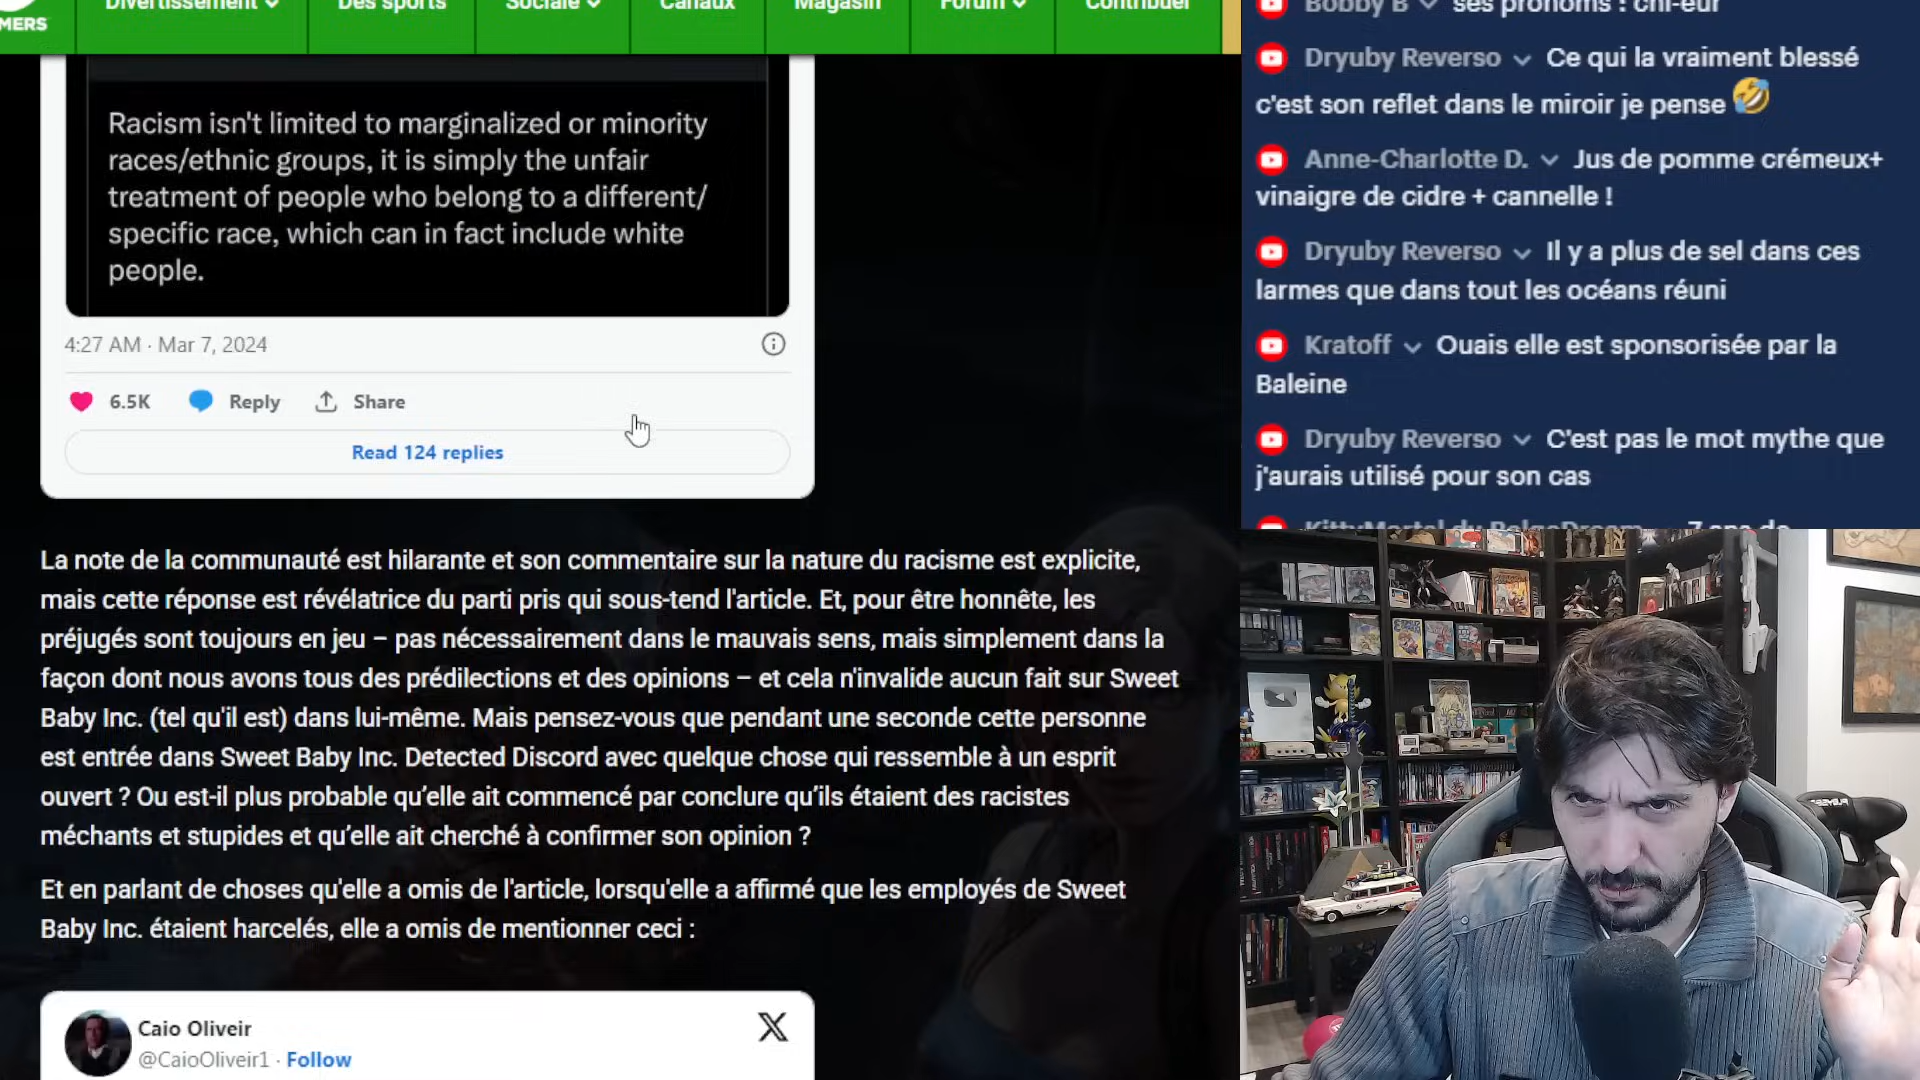 MERS
Divertissement
Des sports
Sociale
Canaux
Magasin
Forum
Contribuer
Racism isn't limited to marginalized or minority
races/ethnic groups, it is simply the unfair
treatment of people who belong to a different/
specific race, which can in fact include white
people.
4:27 AM · Mar 7, 2024
6.5K Reply Share
Read 124 replies
La note de la communauté est hilarante et son commentaire sur la nature du racisme est explicite,
mais cette réponse est révélatrice du parti pris qui sous-tend l'article. Et, pour être honnête, les
préjugés sont toujours en jeu – pas nécessairement dans le mauvais sens, mais simplement dans la
façon dont nous avons tous des prédilections et des opinions – et cela n'invalide aucun fait sur Sweet
Baby Inc. (tel qu'il est) dans lui-même. Mais pensez-vous que pendant une seconde cette personne
est entrée dans Sweet Baby Inc. Detected Discord avec quelque chose qui ressemble à un esprit
ouvert ? Ou est-il plus probable qu’elle ait commencé par conclure qu’ils étaient des racistes
méchants et stupides et qu’elle ait cherché à confirmer son opinion ?
Et en parlant de choses qu'elle a omis de l'article, lorsqu'elle a affirmé que les employés de Sweet
Baby Inc. étaient harcelés, elle a omis de mentionner ceci :
Caio Oliveir
@CaioOliveir1 · Follow
Bobby B ses pronoms : chi-eur
Dryuby Reverso Ce qui la vraiment blessé
c'est son reflet dans le miroir je pense 🤣
Anne-Charlotte D. Jus de pomme crémeux+
vinaigre de cidre + cannelle !
Dryuby Reverso Il y a plus de sel dans ces
larmes que dans tout les océans réuni
Kratoff Ouais elle est sponsorisée par la
Baleine
Dryuby Reverso C'est pas le mot mythe que
j'aurais utilisé pour son cas
7 ans de